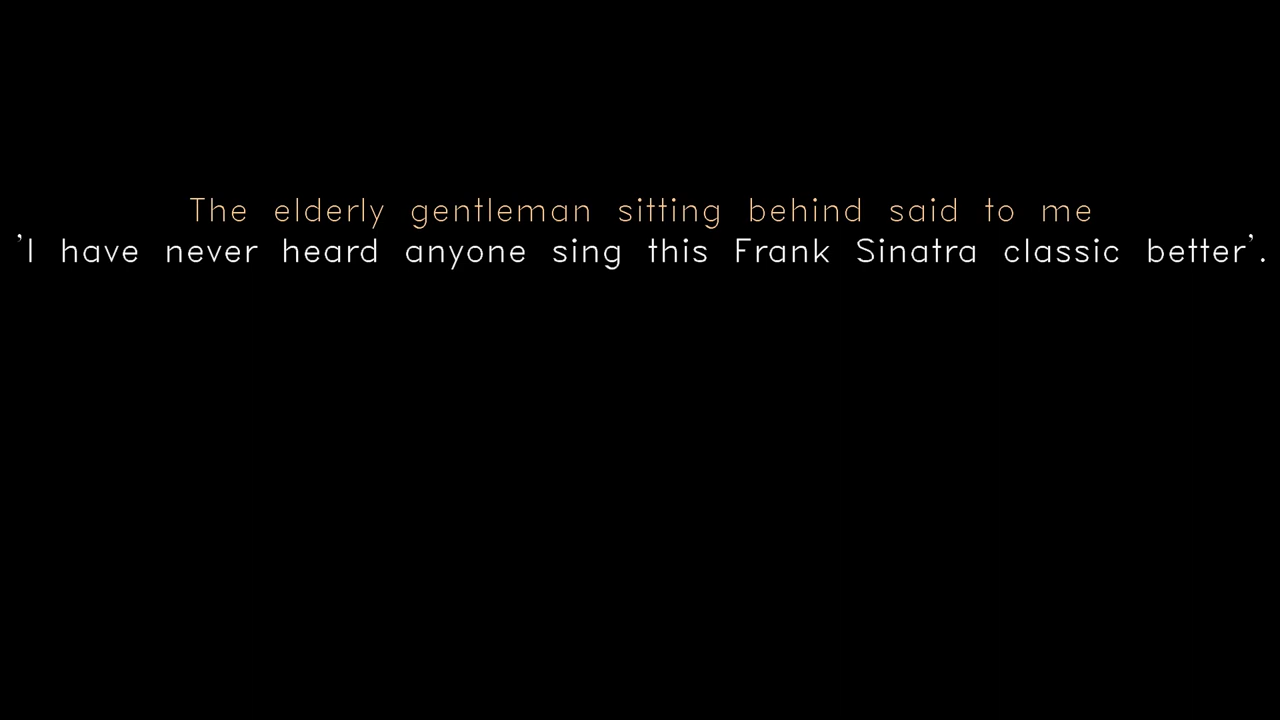 The elderly gentleman sitting behind said to me
’I have never heard anyone sing this Frank Sinatra classic better’.